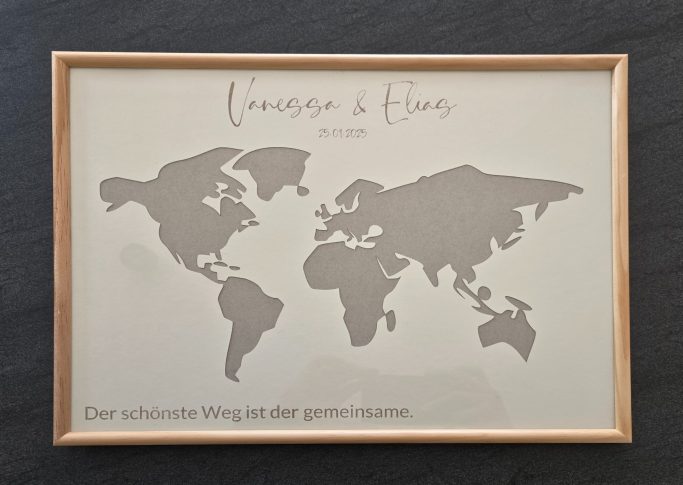 Vanessa & Elias
25·01·2025
Der schönste Weg ist der gemeinsame.